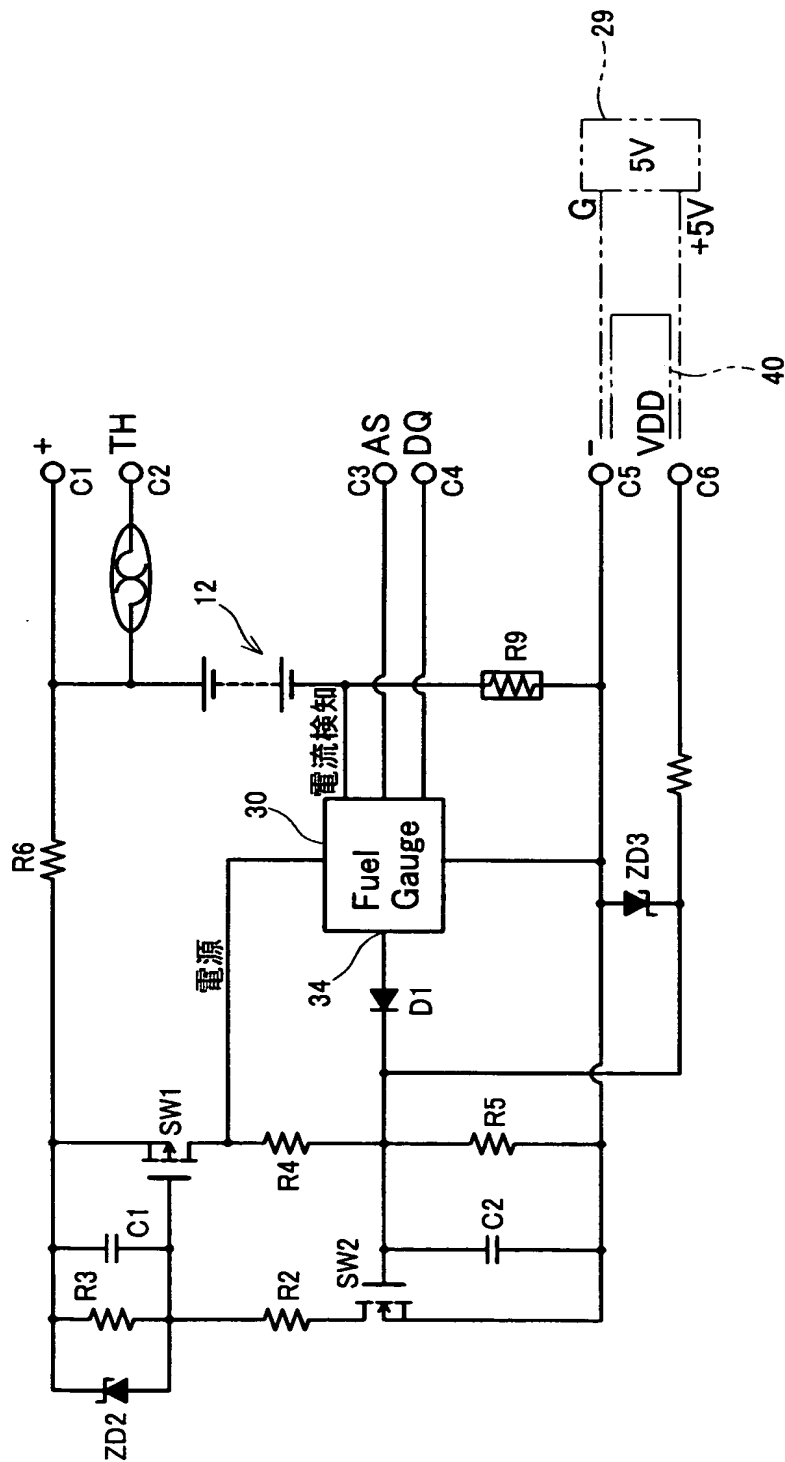 ZD2
R3
C1
SW1
R6
+
C1
TH
C2
12
電源
電流検知
30
Fuel
Gauge
34
D1
R2
R4
SW2
C2
R5
AS
C3
DQ
C4
R9
ZD3
-
C5
VDD
C6
40
G
+5V
5V
29